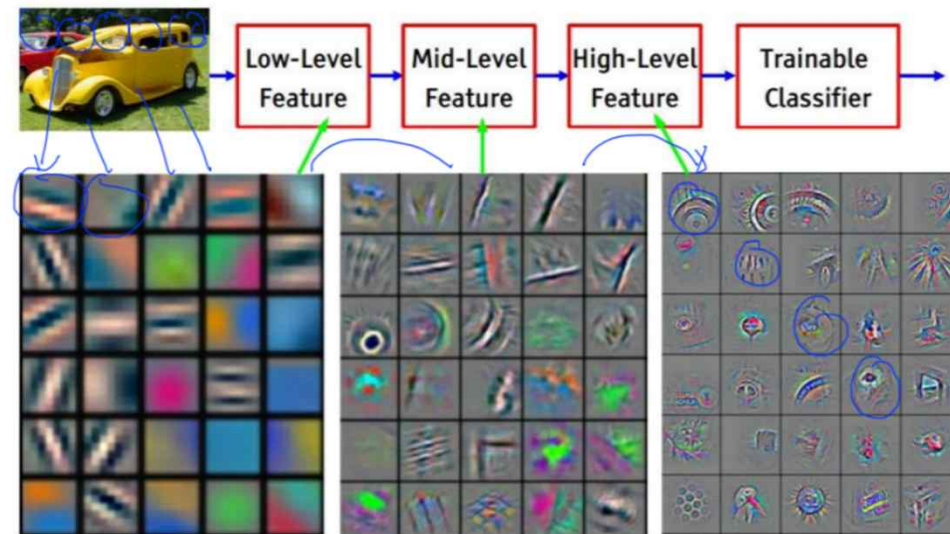 Low-Level
Feature
Mid-Level
Feature
High-Level
Feature
Trainable
Classifier